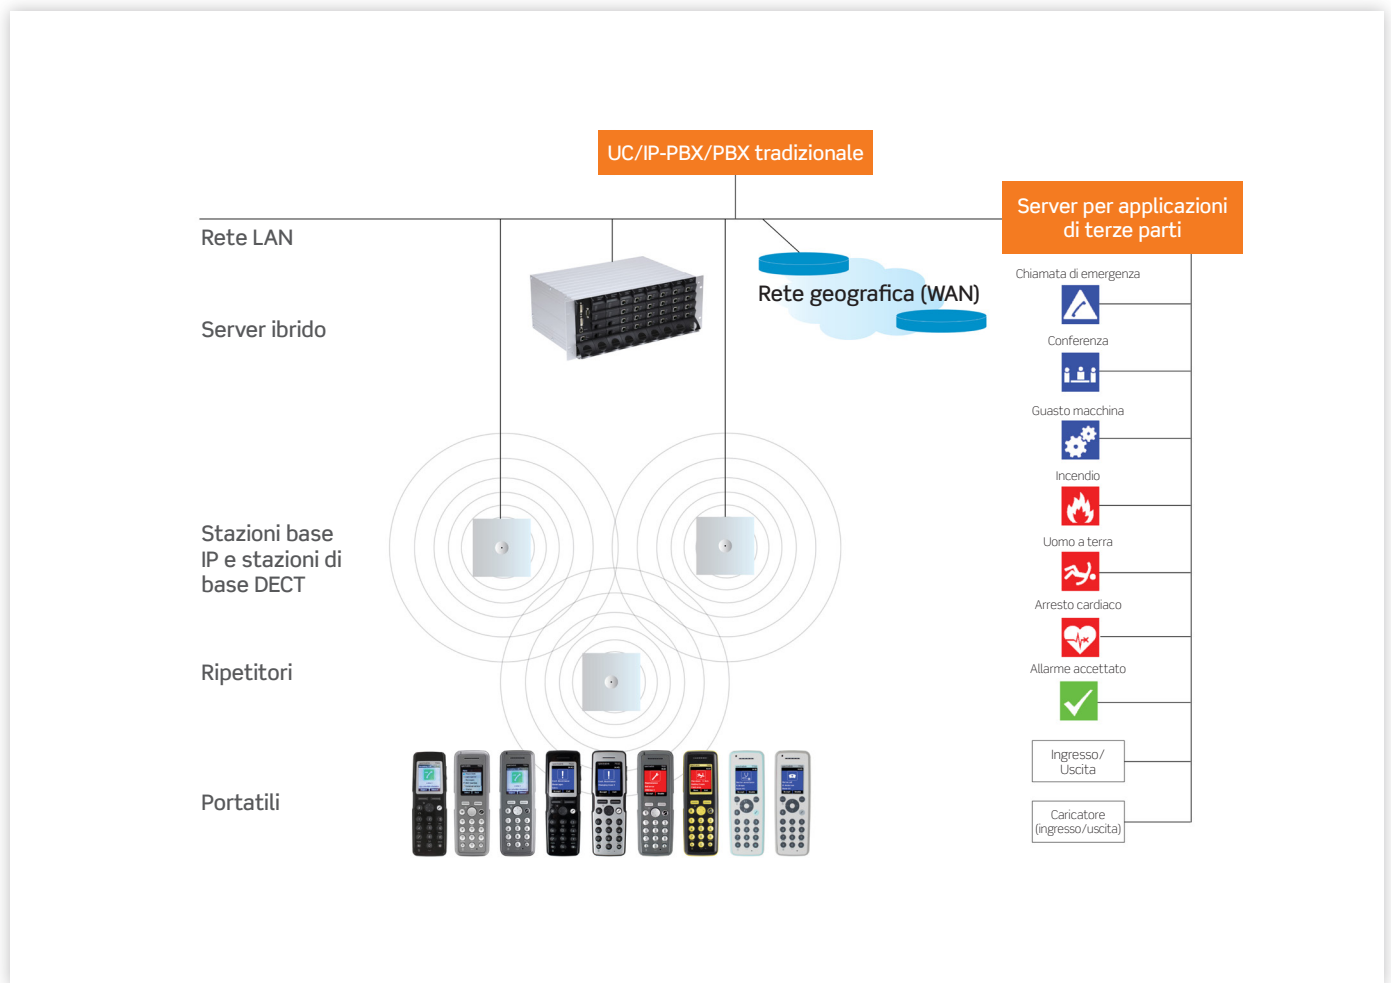 UC/IP-PBX/PBX tradizionale
Server per applicazioni
di terze parti
Rete LAN
Chiamata di emergenza
Rete geografica (WAN)
Server ibrido
Conferenza
Guasto macchina
Incendio
Stazioni base
IP e stazioni di
base DECT
Uomo a terra
Arresto cardiaco
Ripetitori
Allarme accettato
Ingresso/
Uscita
Portatili
Caricatore
(ingresso/uscita)